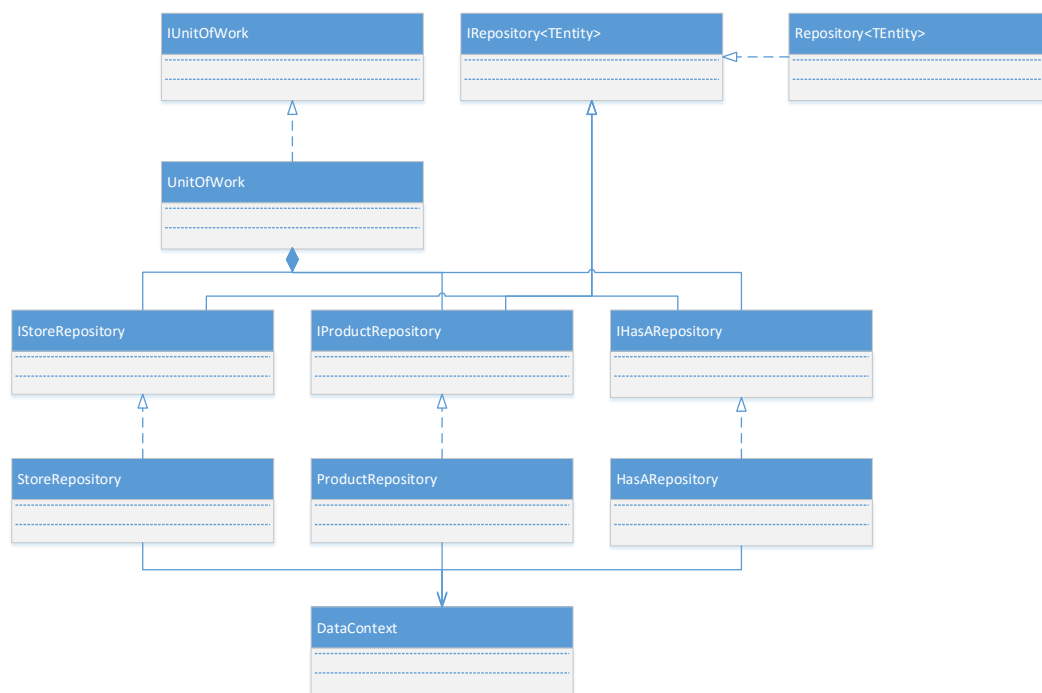 IUnitOfWork
IRepository<TEntity>
Repository<TEntity>
UnitOfWork
IStoreRepository
IProductRepository
IHasARepository
StoreRepository
ProductRepository
HasARepository
DataContext